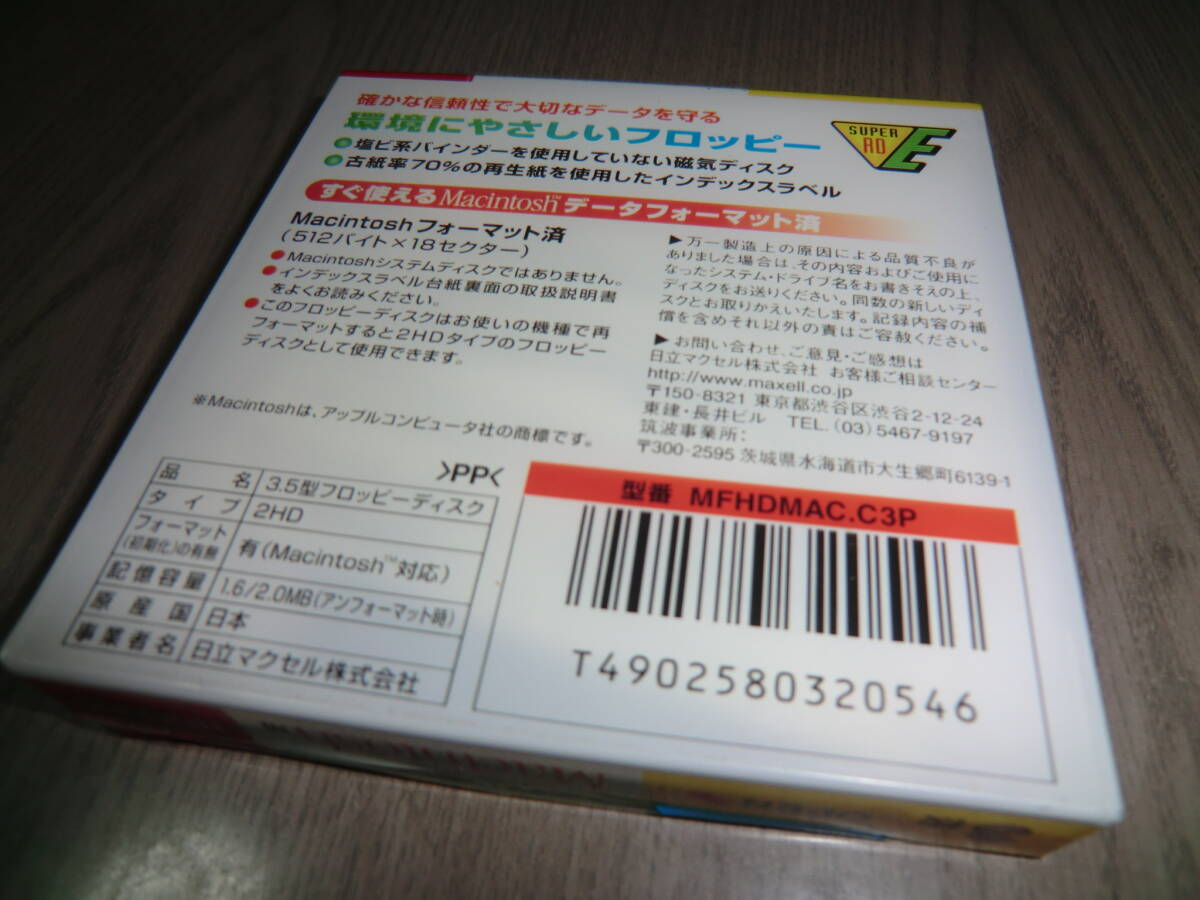 確かな信頼性で大切なデータを守る
環境にやさしいフロッピー
●塩ビ系バインダーを使用していない磁気ディスク
●古紙率70%の再生紙を使用したインデックスラベル
SUPER
RD
E
すぐ使えるMacintosh™データフォーマット済
Macintoshフォーマット済
(512バイト×18セクター)
●Macintoshシステムディスクではありません。
●インデックスラベル台紙裏面の取扱説明書
をよくお読みください。
●このフロッピーディスクはお使いの機種で再
フォーマットすると2HDタイプのフロッピー
ディスクとして使用できます。
※Macintoshは、アップルコンピュータ社の商標です。
▶万一製造上の原因による品質不良が
ありました場合は、その内容およびご使用に
なったシステム・ドライブ名をお書きそえの上、
ディスクをお送りください。同数の新しいディ
スクとお取りかえいたします。記録内容の補
償を含めそれ以外の責はご容赦ください。
▶お問い合わせ、ご意見・ご感想は
日立マクセル株式会社 お客様ご相談センター
http://www.maxell.co.jp
〒150-8321 東京都渋谷区渋谷2-12-24
東建・長井ビル TEL.(03)5467-9197
筑波事業所:
〒300-2595 茨城県水海道市大生郷町6139-1
>PP<
品名 3.5型フロッピーディスク
タイプ 2HD
フォーマット
(初期化)の有無 有(Macintosh™対応)
記憶容量 1.6/2.0MB(アンフォーマット時)
原産国 日本
事業者名 日立マクセル株式会社
型番 MFHDMAC.C3P
T4902580320546